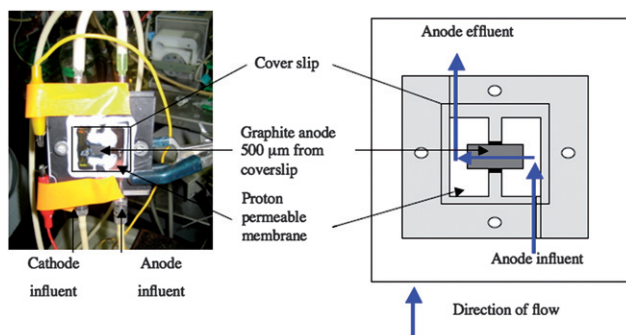 Anode effluent
Cover slip
Graphite anode
500 μm from
coverslip
Proton
permeable
membrane
Cathode
influent
Anode
influent
Anode influent
Direction of flow